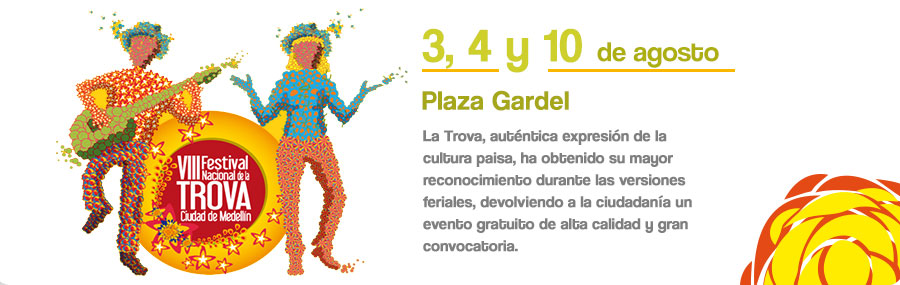 VIII Festival
Nacional de la
TROVA
Ciudad de Medellín
3, 4 y 10 de agosto
Plaza Gardel
La Trova, auténtica expresión de la
cultura paisa, ha obtenido su mayor
reconocimiento durante las versiones
feriales, devolviendo a la ciudadanía un
evento gratuito de alta calidad y gran
convocatoria.